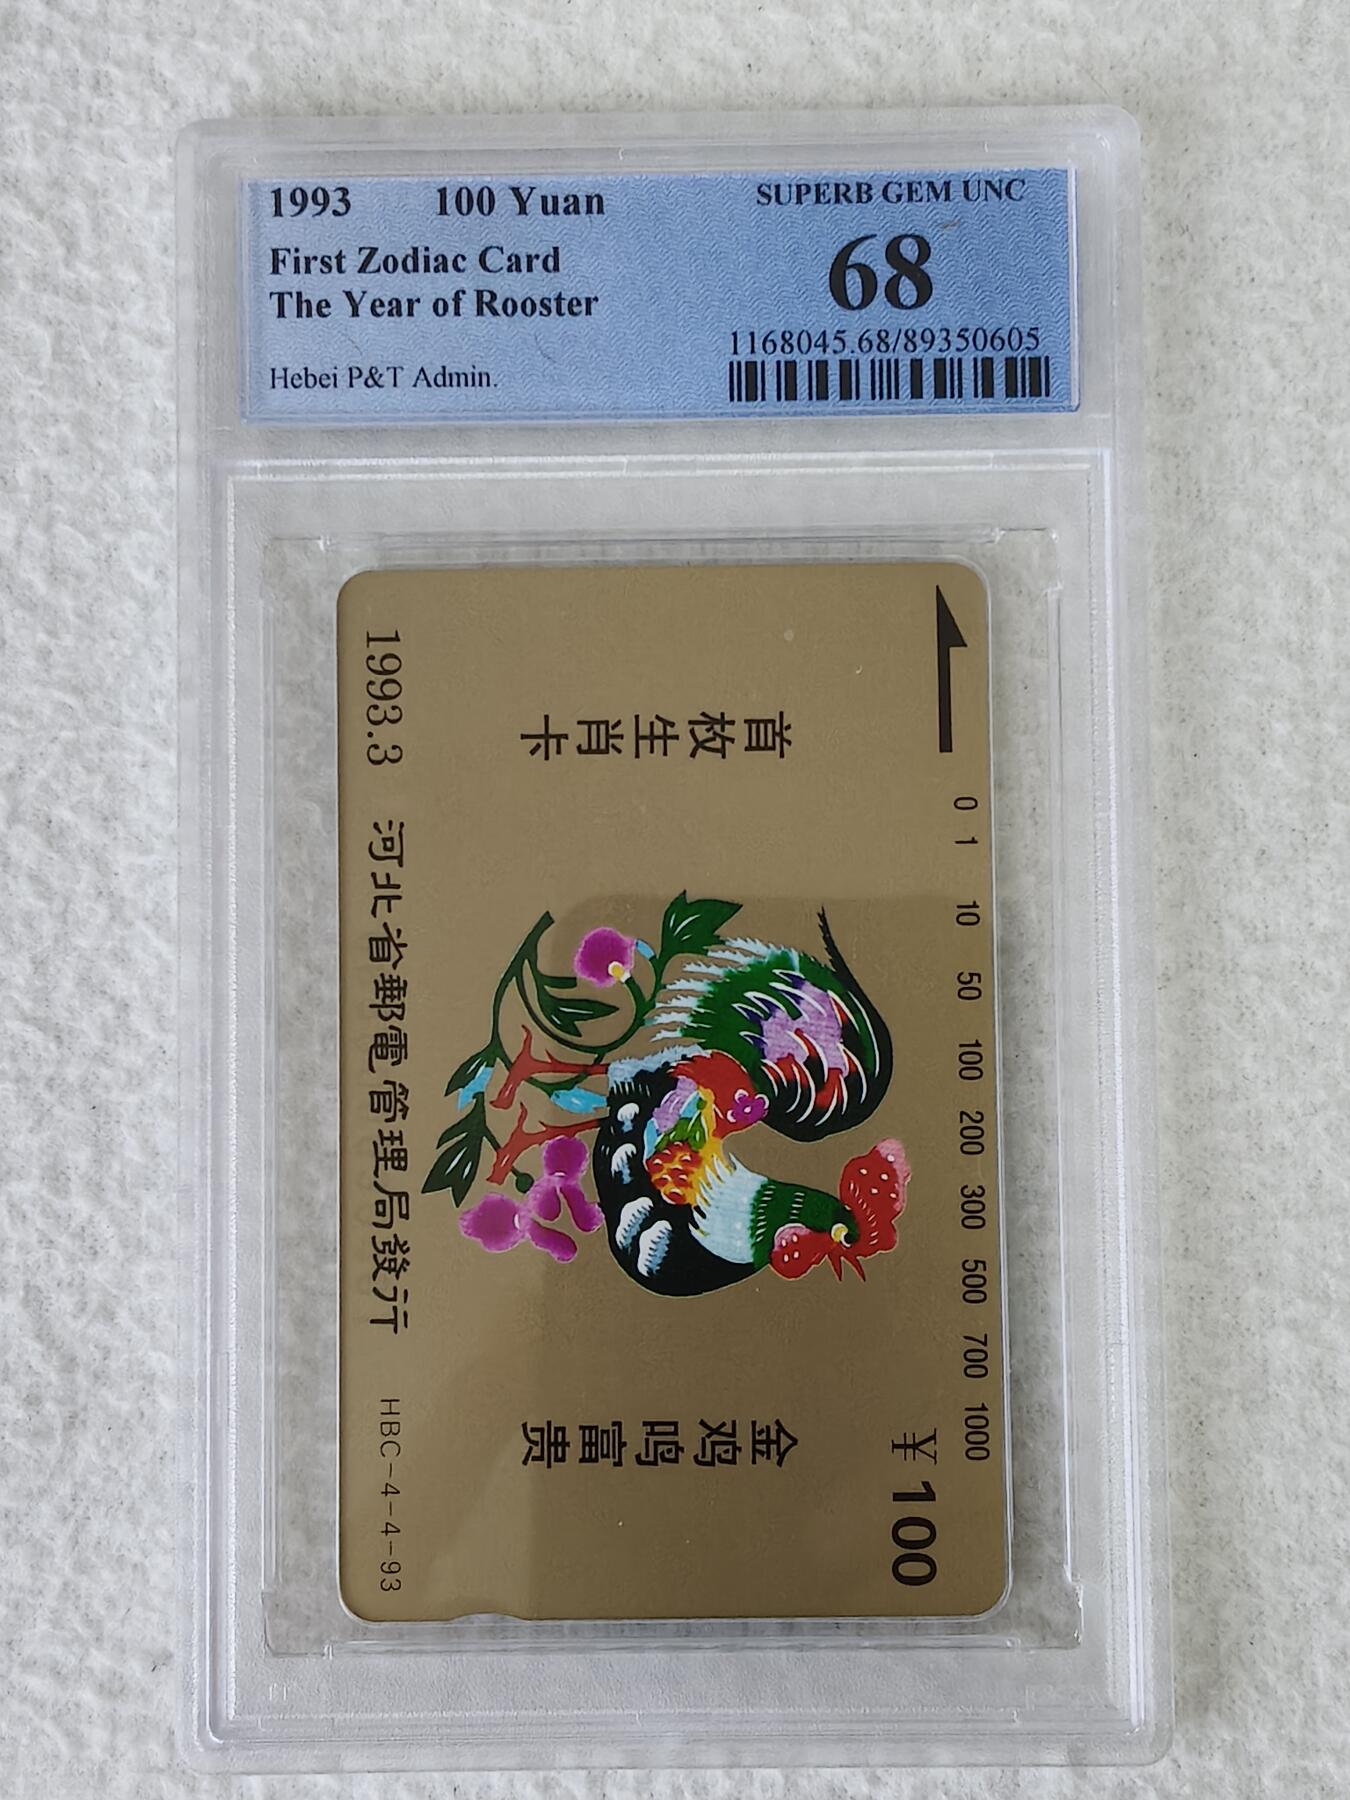 1993 100 Yuan
First Zodiac Card
The Year of Rooster
Hebei P&T Admin.
SUPERB GEM UNC
68
1168045.68/89350605
0 1 10 50 100 200 300 500 700 1000
¥100
首枚生肖卡
金鸡鸣富贵
1993.3 河北省郵電管理局發行 HBC-4-4-93